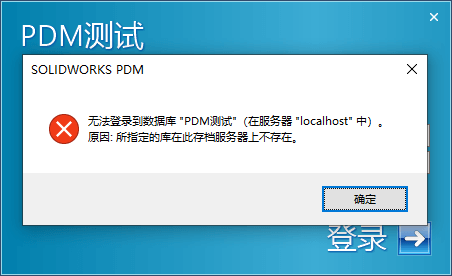 PDM测试
SOLIDWORKS PDM
无法登录到数据库 "PDM测试"（在服务器 "localhost" 中）。
原因: 所指定的库在此存档服务器上不存在。
确定
登录